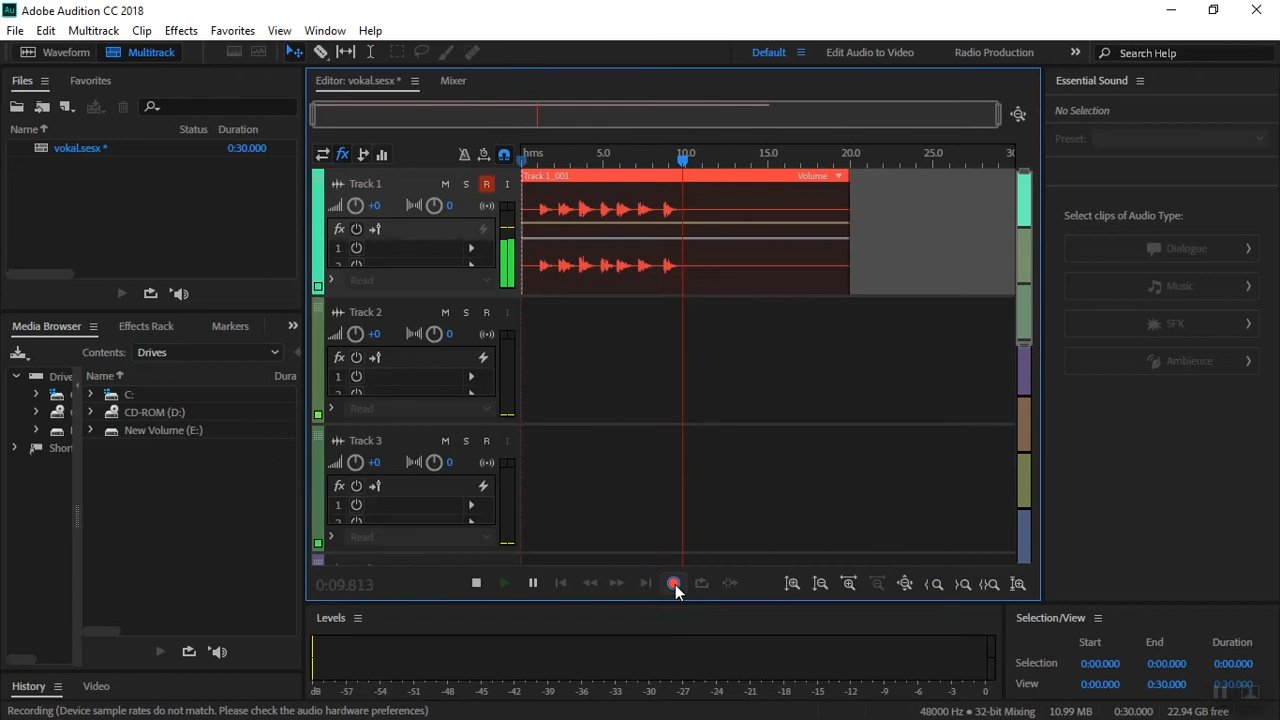 Au Adobe Audition CC 2018
File Edit Multitrack Clip Effects Favorites View Window Help
Waveform Multitrack Default Edit Audio to Video Radio Production Search Help
Files Favorites
Name Status Duration
vokal.sesx * 0:30.000
Media Browser Effects Rack Markers
Contents: Drives
Drive Name Dura
C:
CD-ROM (D:)
New Volume (E:)
Short
History Video
Editor: vokal.sesx * Mixer
hms 5.0 10.0 15.0 20.0 25.0 30
Track 1 M S R I
Track 1_001 Volume
+0 0
fx
1
2
Read
Track 2 M S R I
+0 0
fx
1
2
Read
Track 3 M S R I
+0 0
fx
1
2
Read
0:09.813
Levels
dB -57 -54 -51 -48 -45 -42 -39 -36 -33 -30 -27 -24 -21 -18 -15 -12 -9 -6 -3 0
Essential Sound
No Selection
Preset:
Select clips of Audio Type:
Dialogue
Music
SFX
Ambience
Selection/View
Start End Duration
Selection 0:00.000 0:00.000 0:00.000
View 0:00.000 0:30.000 0:30.000
Recording (Device sample rates do not match. Please check the audio hardware preferences) 48000 Hz • 32-bit Mixing 10.99 MB 0:30.000 22.94 GB free